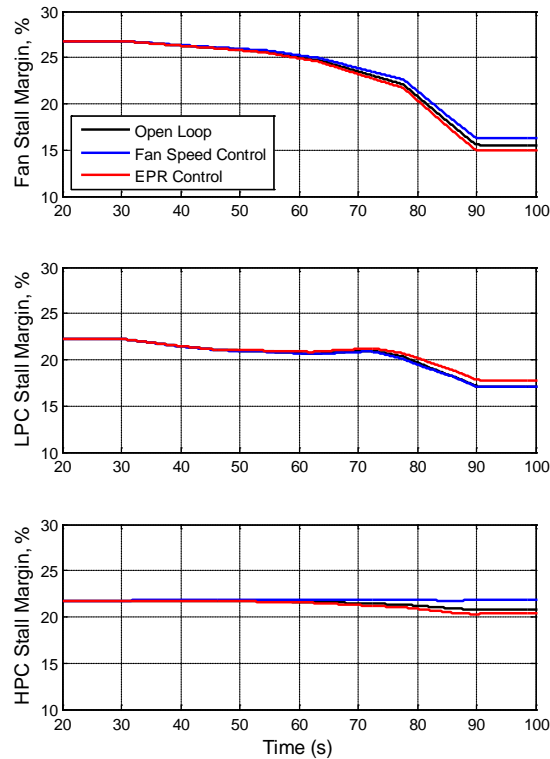 Fan Stall Margin, %
30
25
20
15
10
Open Loop
Fan Speed Control
EPR Control
20 30 40 50 60 70 80 90 100
LPC Stall Margin, %
30
25
20
15
10
20 30 40 50 60 70 80 90 100
HPC Stall Margin, %
30
25
20
15
10
20 30 40 50 60 70 80 90 100
Time (s)